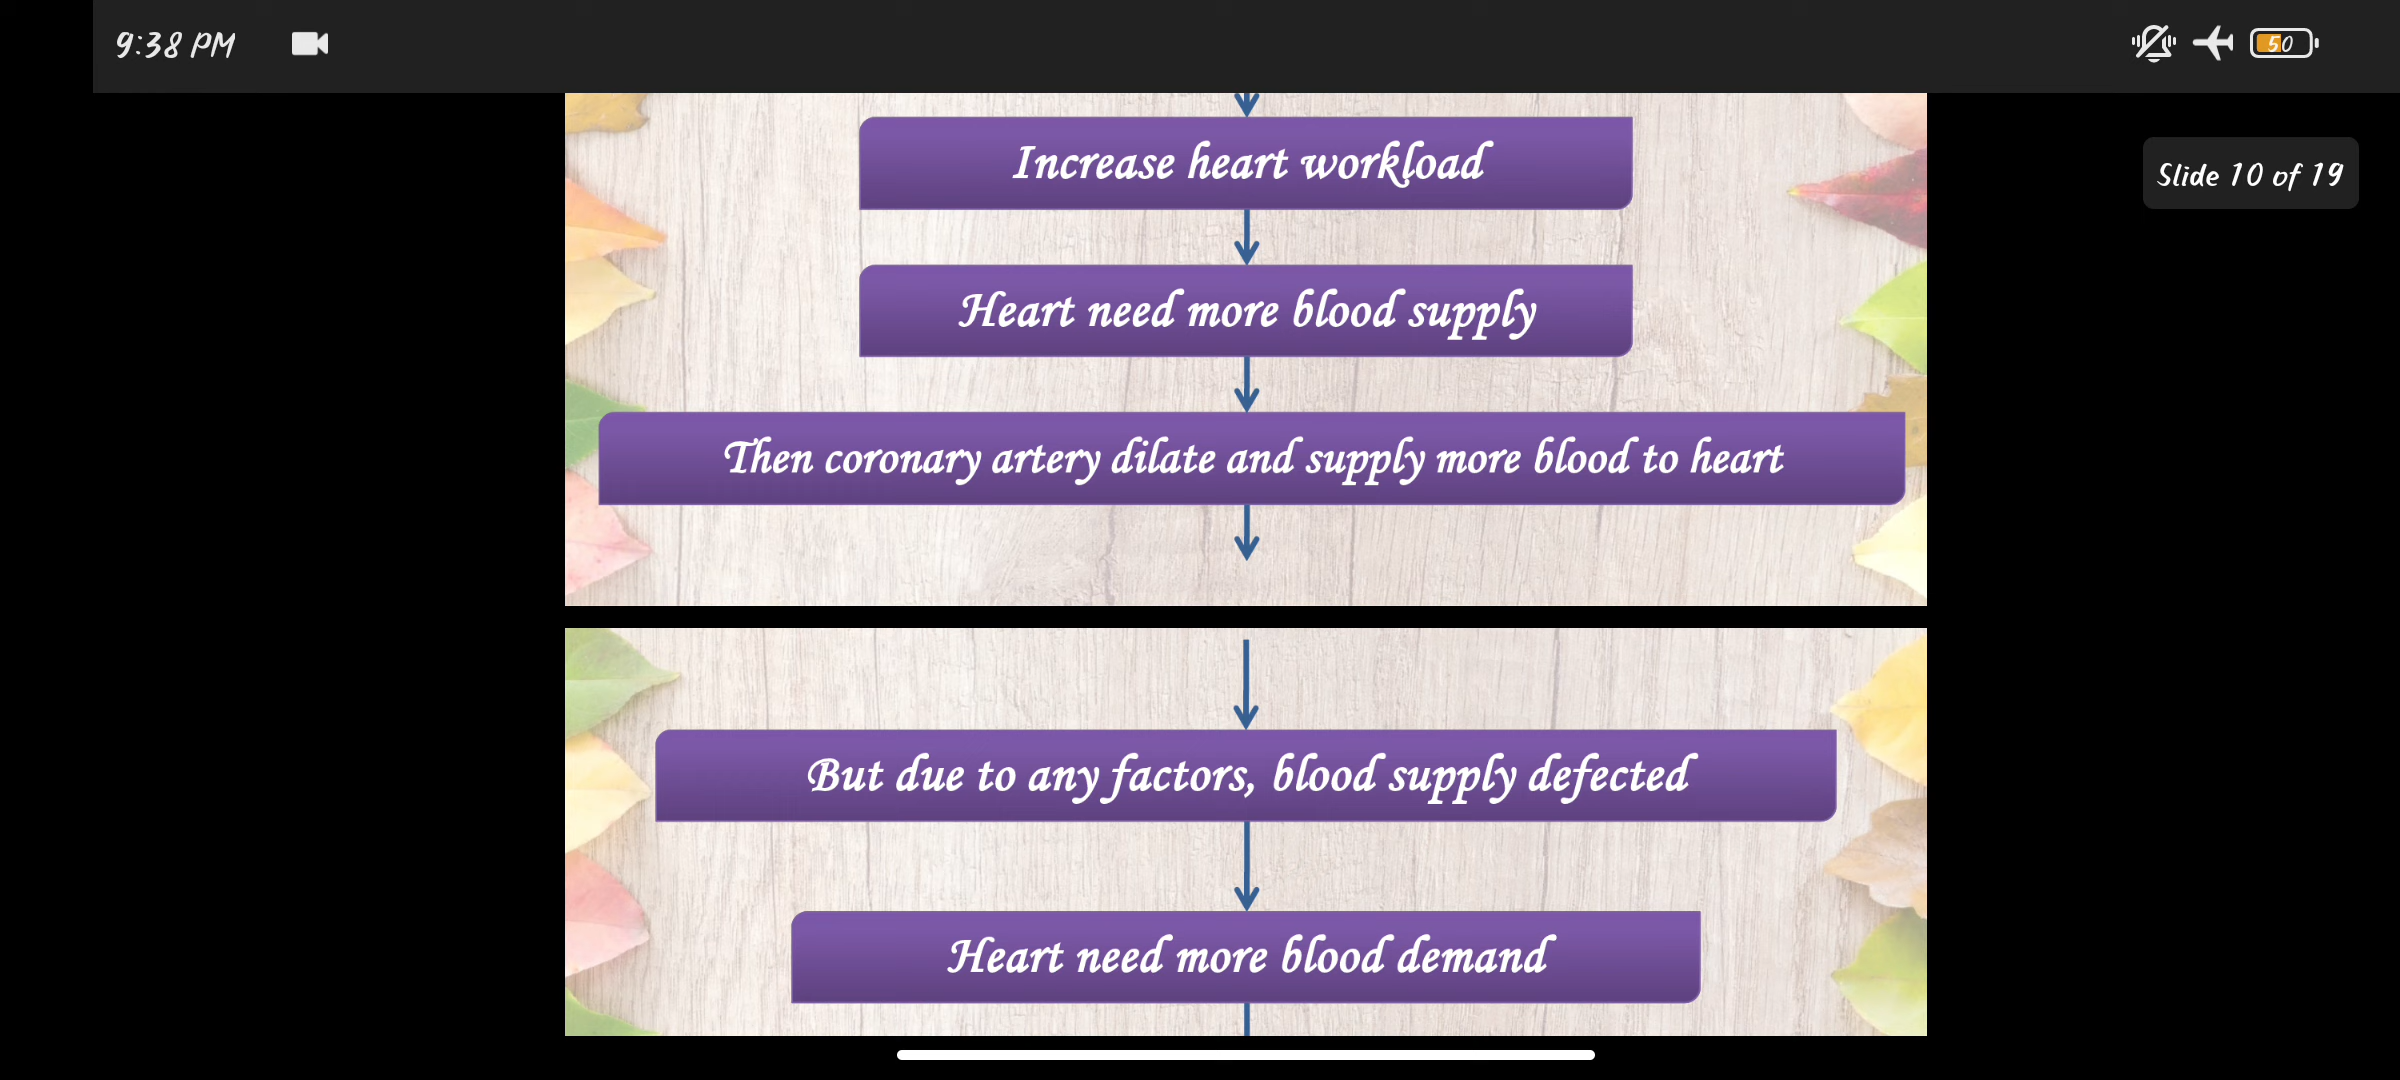 9:38 PM
50
Slide 10 of 19
Increase heart workload
Heart need more blood supply
Then coronary artery dilate and supply more blood to heart
But due to any factors, blood supply defected
Heart need more blood demand